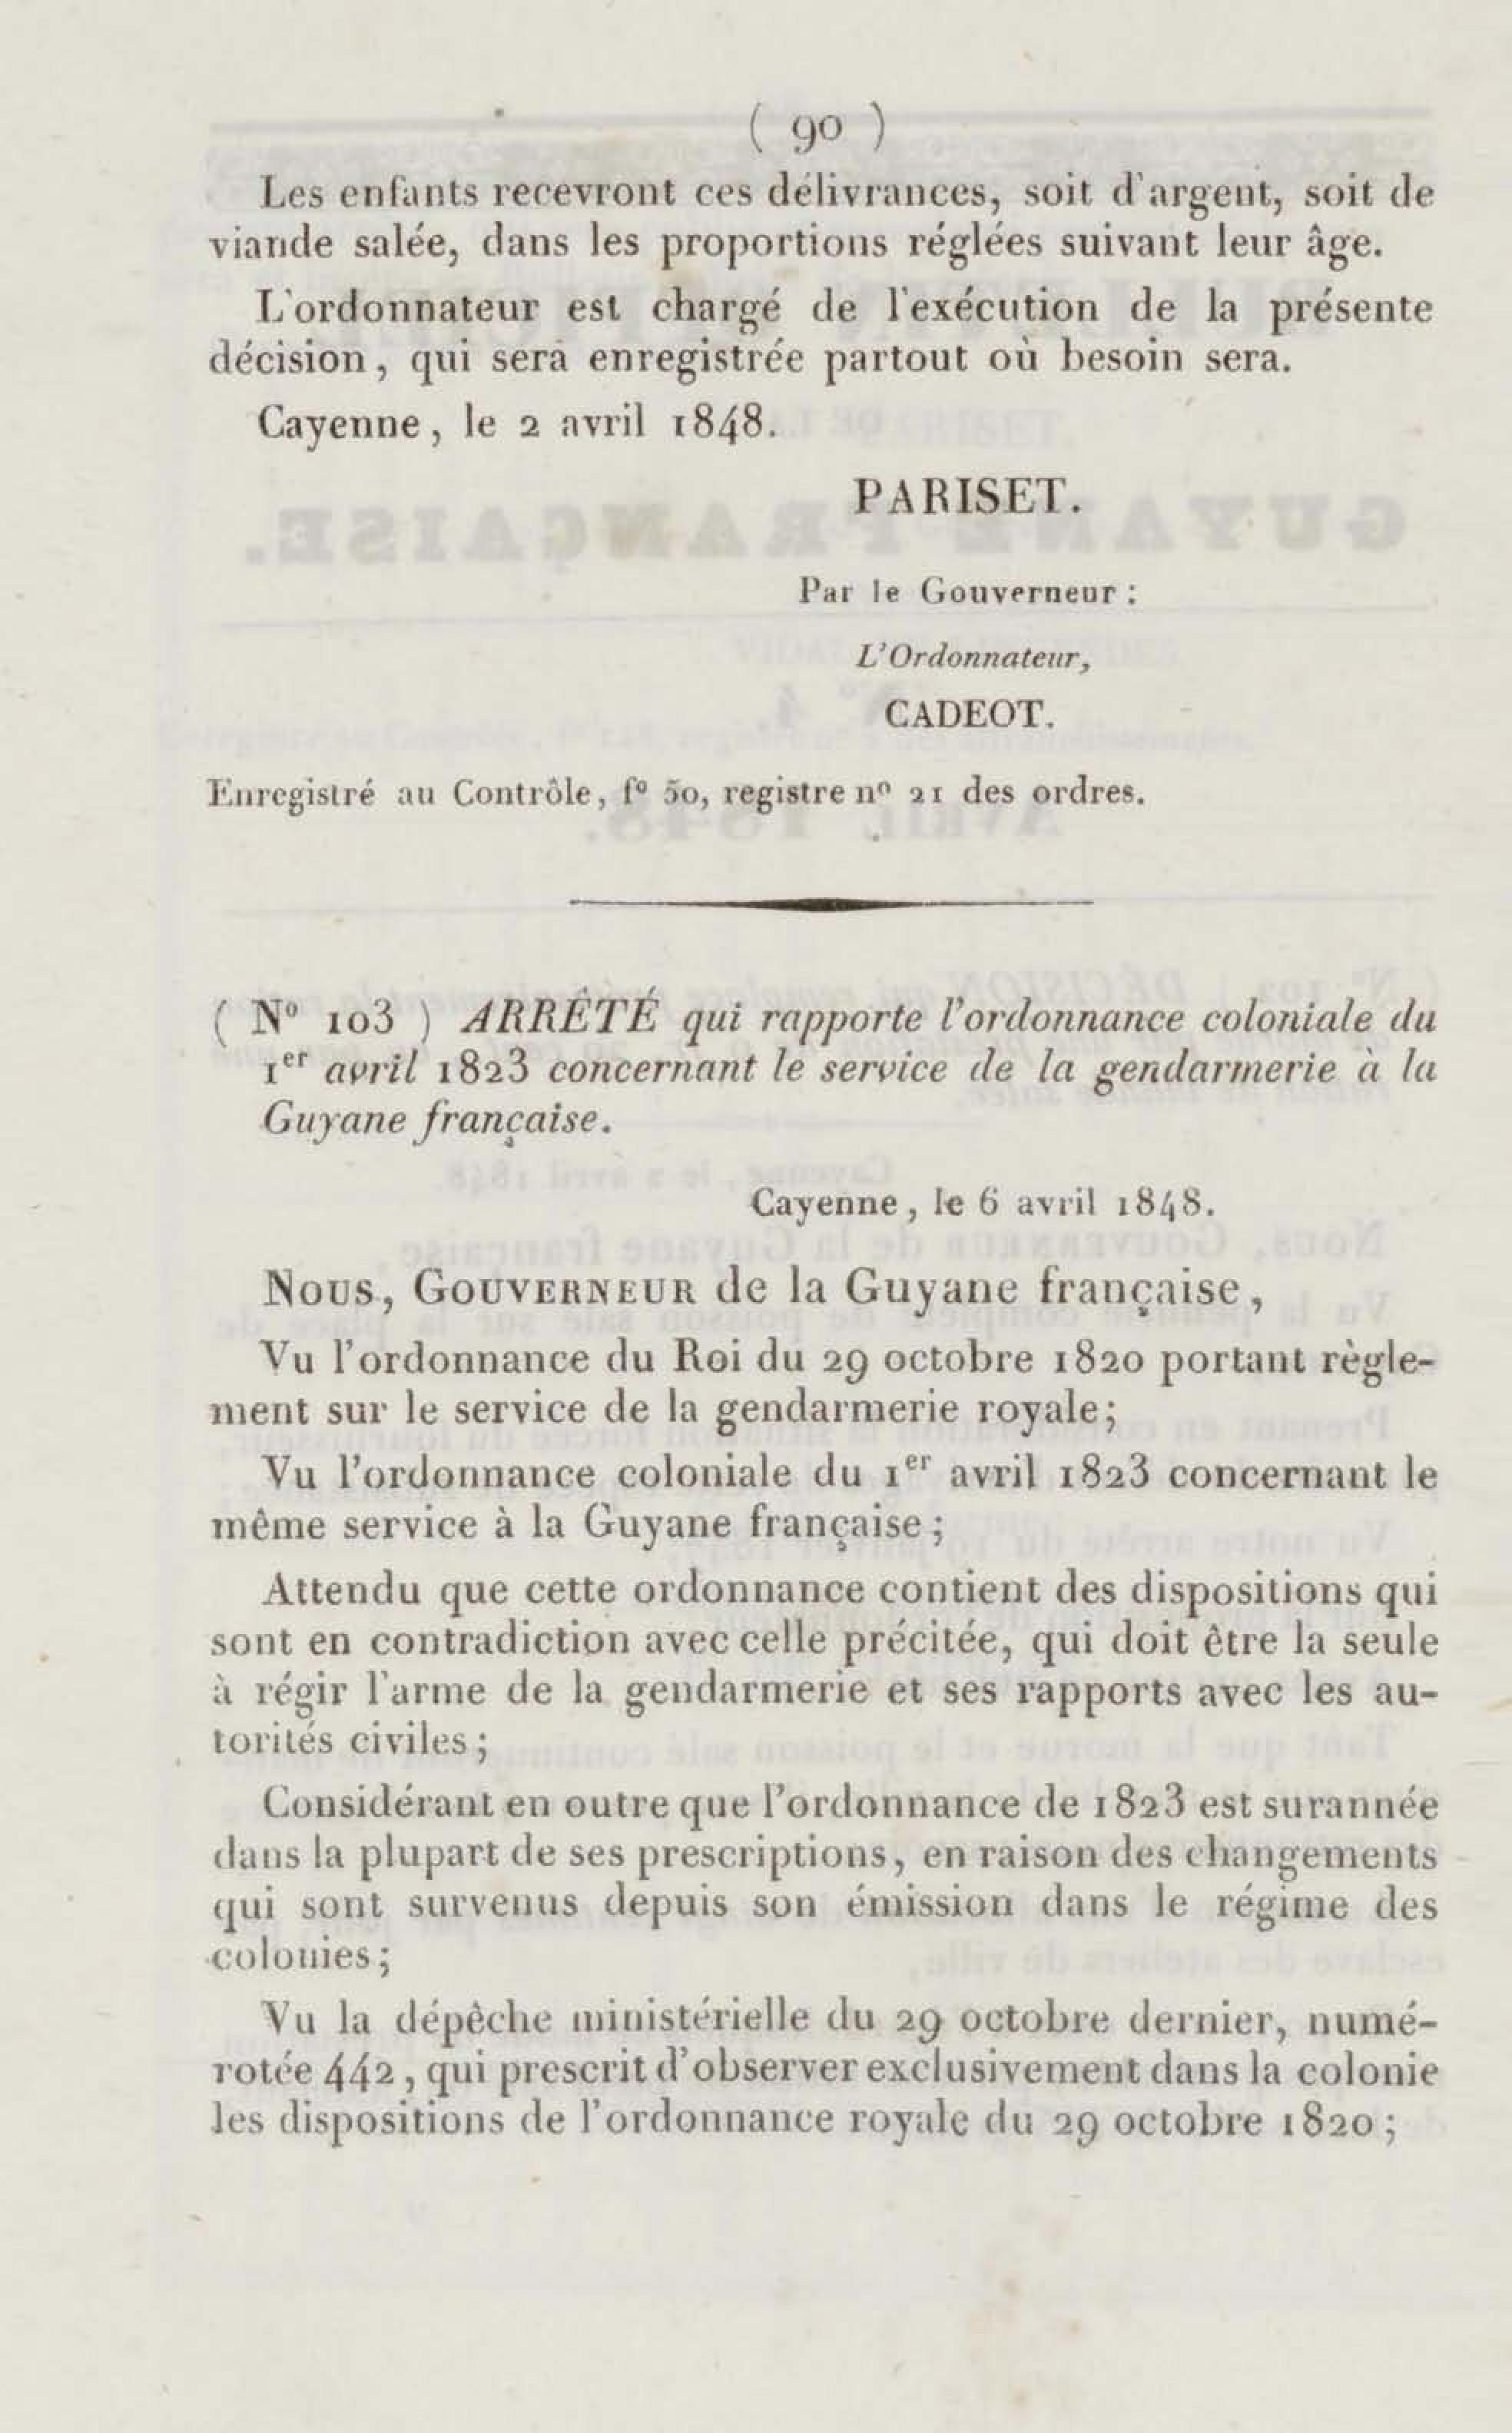 ( 90 )
Les enfants recevront ces délivrances, soit d'argent, soit de
viande salée, dans les proportions réglées suivant leur âge.
L'ordonnateur est chargé de l'exécution de la présente
décision, qui sera enregistrée partout où besoin sera.
Cayenne, le 2 avril 1848.
PARISET.
Par le Gouverneur :
L'Ordonnateur,
CADEOT.
Enregistré au Contrôle, fº 50, registre nº 21 des ordres.
( Nº 103 ) ARRÊTÉ qui rapporte l'ordonnance coloniale du
1er avril 1823 concernant le service de la gendarmerie à la
Guyane française.
Cayenne, le 6 avril 1848.
NOUS, GOUVERNEUR de la Guyane française,
Vu l'ordonnance du Roi du 29 octobre 1820 portant règle-
ment sur le service de la gendarmerie royale;
Vu l'ordonnance coloniale du 1er avril 1823 concernant le
même service à la Guyane française;
Attendu que cette ordonnance contient des dispositions qui
sont en contradiction avec celle précitée, qui doit être la seule
à régir l'arme de la gendarmerie et ses rapports avec les au-
torités civiles;
Considérant en outre que l'ordonnance de 1823 est surannée
dans la plupart de ses prescriptions, en raison des changements
qui sont survenus depuis son émission dans le régime des
colonies;
Vu la dépêche ministérielle du 29 octobre dernier, numé-
rotée 442, qui prescrit d'observer exclusivement dans la colonie
les dispositions de l'ordonnance royale du 29 octobre 1820;